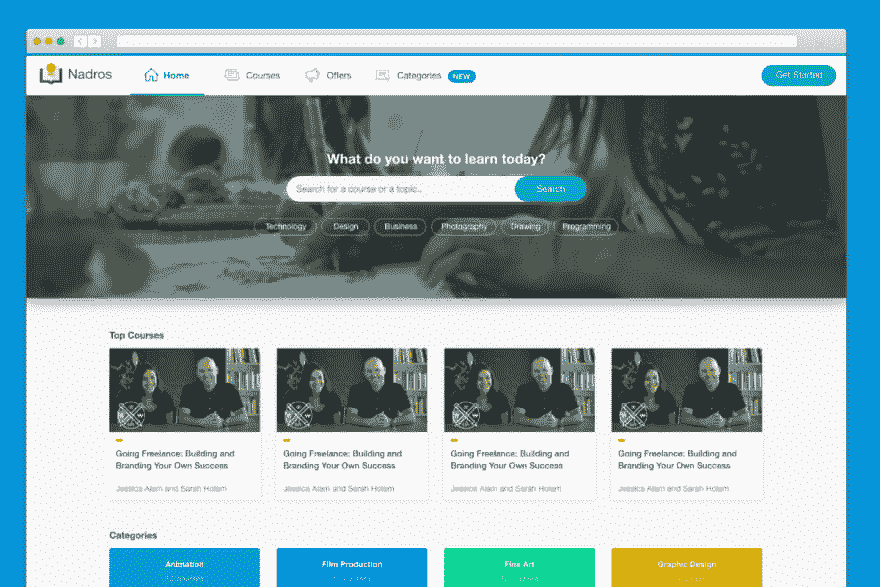 Nadros
Home
Courses
Offers
Categories NEW
Get Started
What do you want to learn today?
Search for a course or a topic..
Search
Technology Design Business Photography Drawing Programming
Top Courses
Going Freelance: Building and
Branding Your Own Success
Jessica Alam and Sarah Holam
Going Freelance: Building and
Branding Your Own Success
Jessica Alam and Sarah Holam
Going Freelance: Building and
Branding Your Own Success
Jessica Alam and Sarah Holam
Going Freelance: Building and
Branding Your Own Success
Jessica Alam and Sarah Holam
Categories
Animation
Film Production
Fine Art
Graphic Design